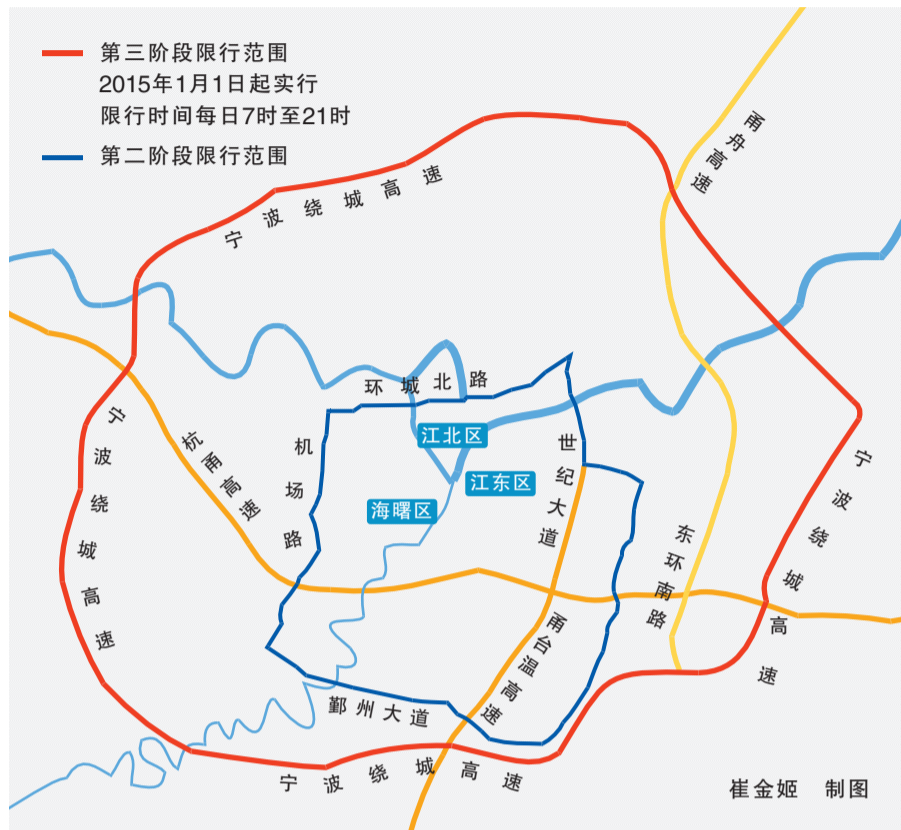 第三阶段限行范围
2015年1月1日起实行
限行时间每日7时至21时
第二阶段限行范围
甬舟高速
宁波绕城高速
环城北路
宁波绕城高速
杭甬高速
机场路
江北区
世纪大道
江东区
海曙区
宁波绕城高速
东环南路
甬台温高速
鄞州大道
宁波绕城高速
崔金姬 制图